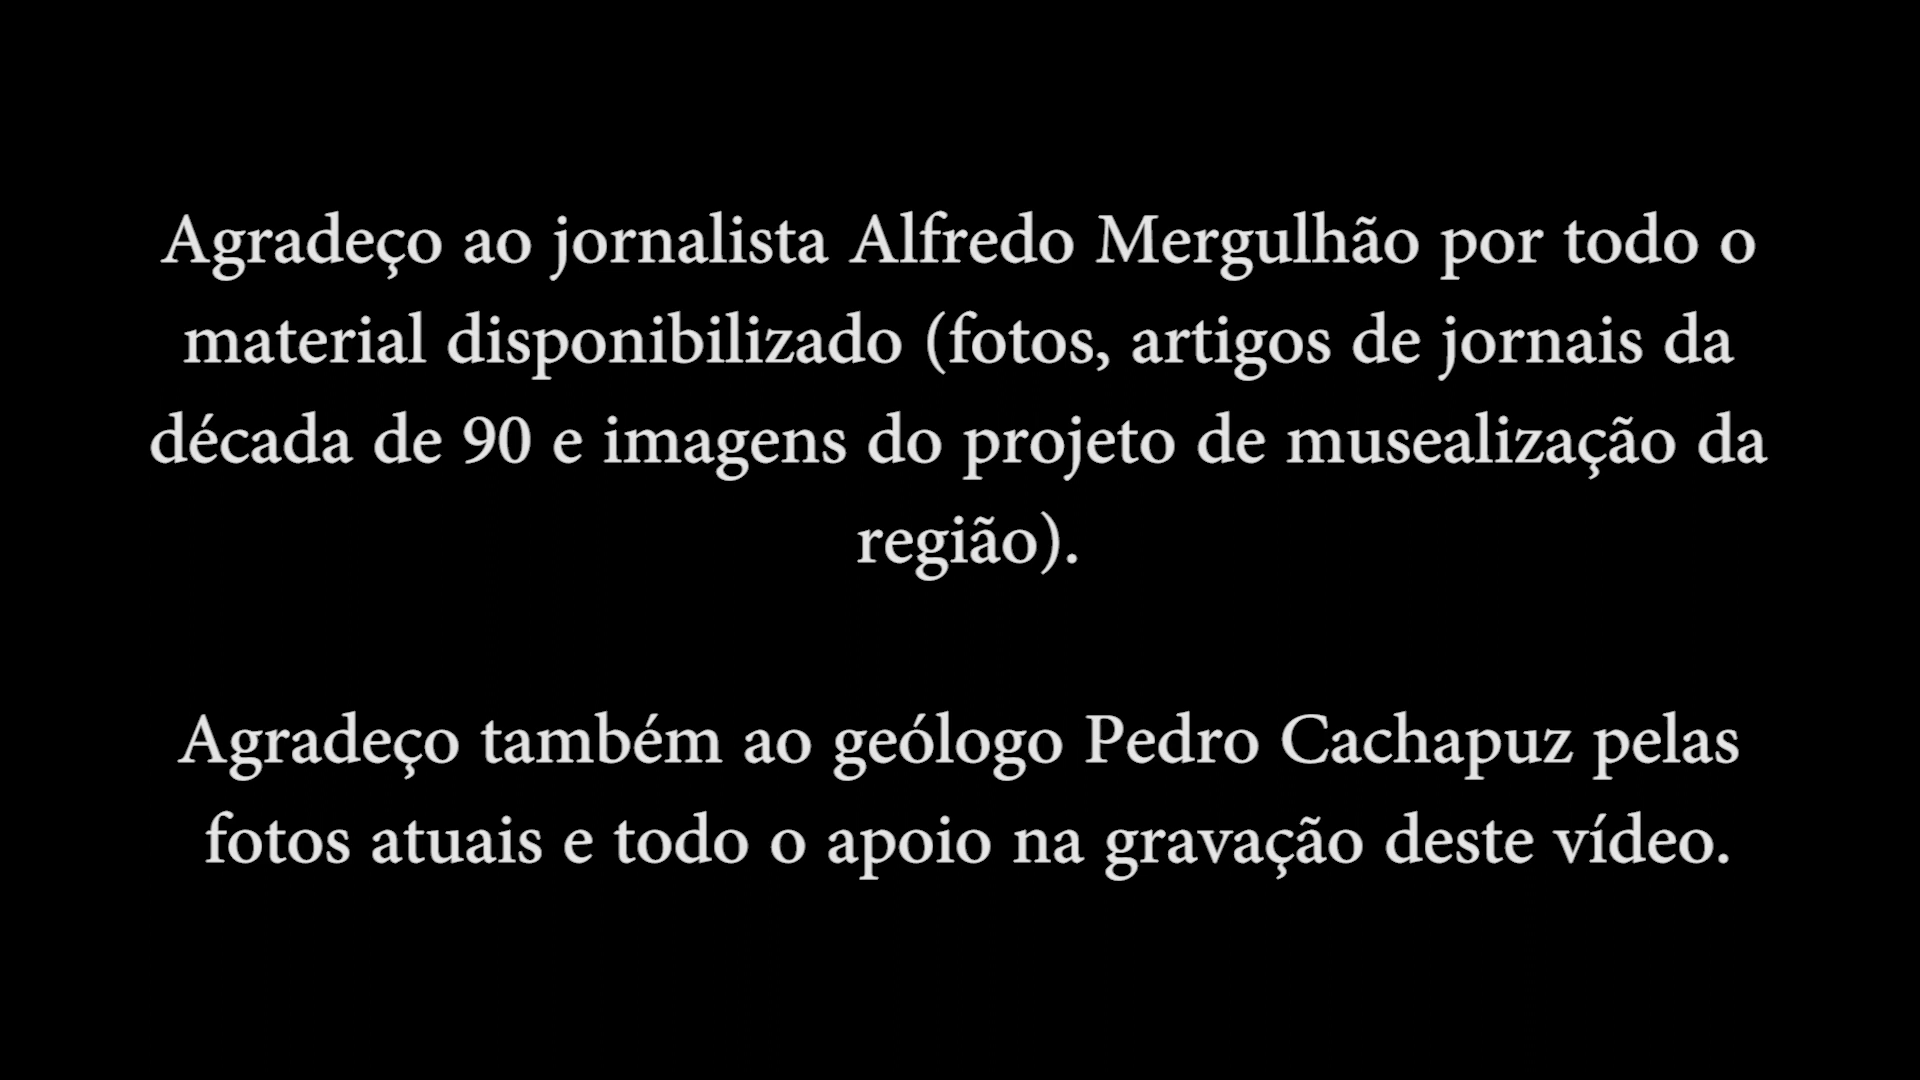 Agradeço ao jornalista Alfredo Mergulhão por todo o
material disponibilizado (fotos, artigos de jornais da
década de 90 e imagens do projeto de musealização da
região).
Agradeço também ao geólogo Pedro Cachapuz pelas
fotos atuais e todo o apoio na gravação deste vídeo.